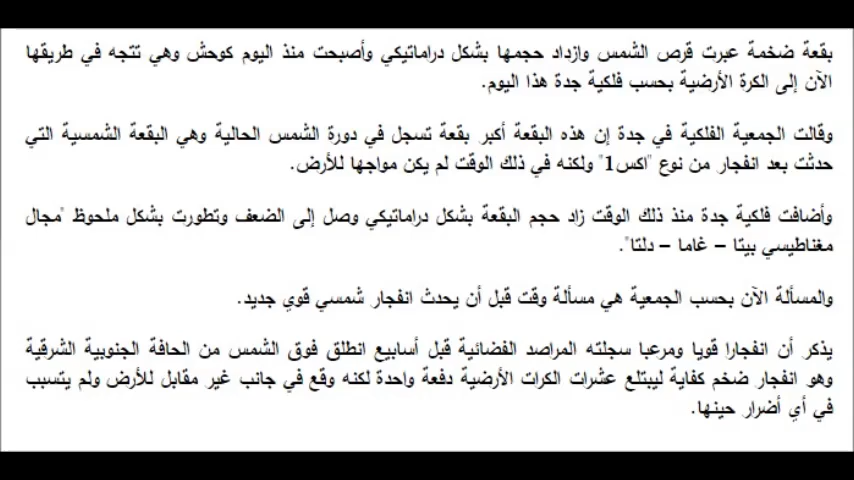 بقعة ضخمة عبرت قرص الشمس وازداد حجمها بشكل دراماتيكي وأصبحت منذ اليوم كوحش وهي تتجه في طريقها
الآن إلى الكرة الأرضية بحسب فلكية جدة هذا اليوم.
وقالت الجمعية الفلكية في جدة إن هذه البقعة أكبر بقعة تسجل في دورة الشمس الحالية وهي البقعة الشمسية التي
حدثت بعد انفجار من نوع "اكس1" ولكنه في ذلك الوقت لم يكن مواجها للأرض.
وأضافت فلكية جدة منذ ذلك الوقت زاد حجم البقعة بشكل دراماتيكي وصل إلى الضعف وتطورت بشكل ملحوظ "مجال
مغناطيسي بيتا – غاما – دلتا".
والمسألة الآن بحسب الجمعية هي مسألة وقت قبل أن يحدث انفجار شمسي قوي جديد.
يذكر أن انفجارا قويا ومرعبا سجلته المراصد الفضائية قبل أسابيع انطلق فوق الشمس من الحافة الجنوبية الشرقية
وهو انفجار ضخم كفاية ليبتلع عشرات الكرات الأرضية دفعة واحدة لكنه وقع في جانب غير مقابل للأرض ولم يتسبب
في أي أضرار حينها.